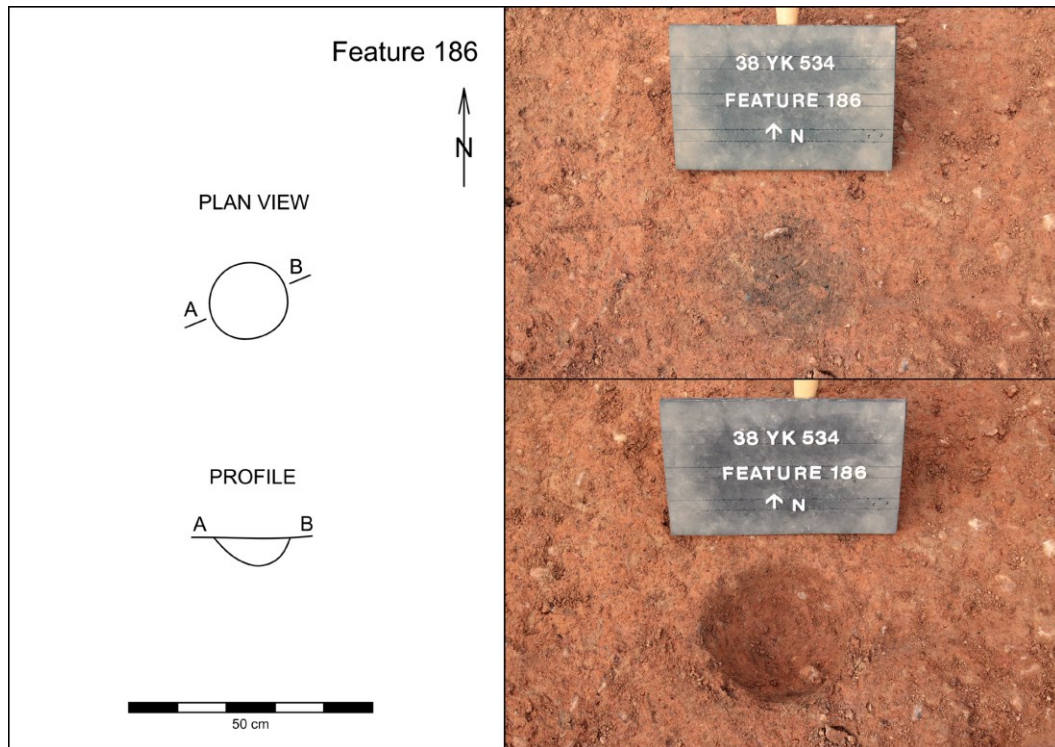 Feature 186
N
PLAN VIEW
A
B
PROFILE
A
B
50 cm
38 YK 534
FEATURE 186
↑ N
38 YK 534
FEATURE 186
↑ N